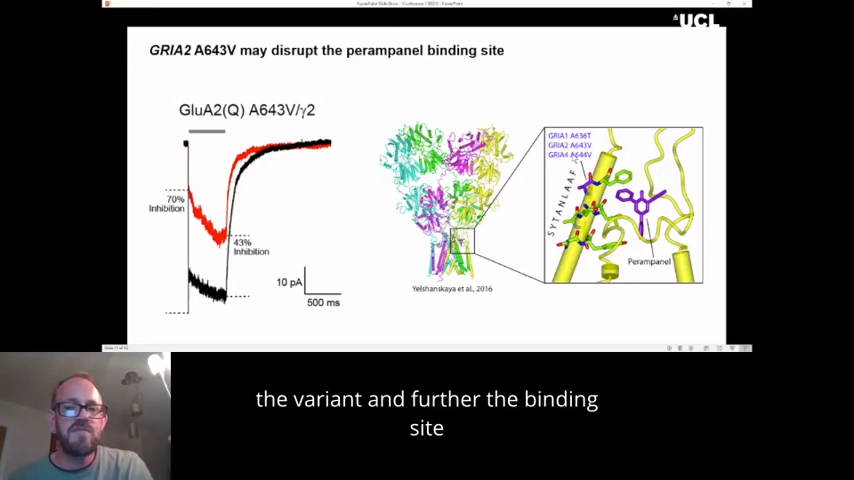 UCL
GRIA2 A643V may disrupt the perampanel binding site
GluA2(Q) A643V/γ2
70%
Inhibition
43%
Inhibition
10 pA
500 ms
Yelshanskaya et al., 2016
GRIA1 A636T
GRIA2 A643V
GRIA4 A644V
SYTANLAAF
Perampanel
the variant and further the binding
site